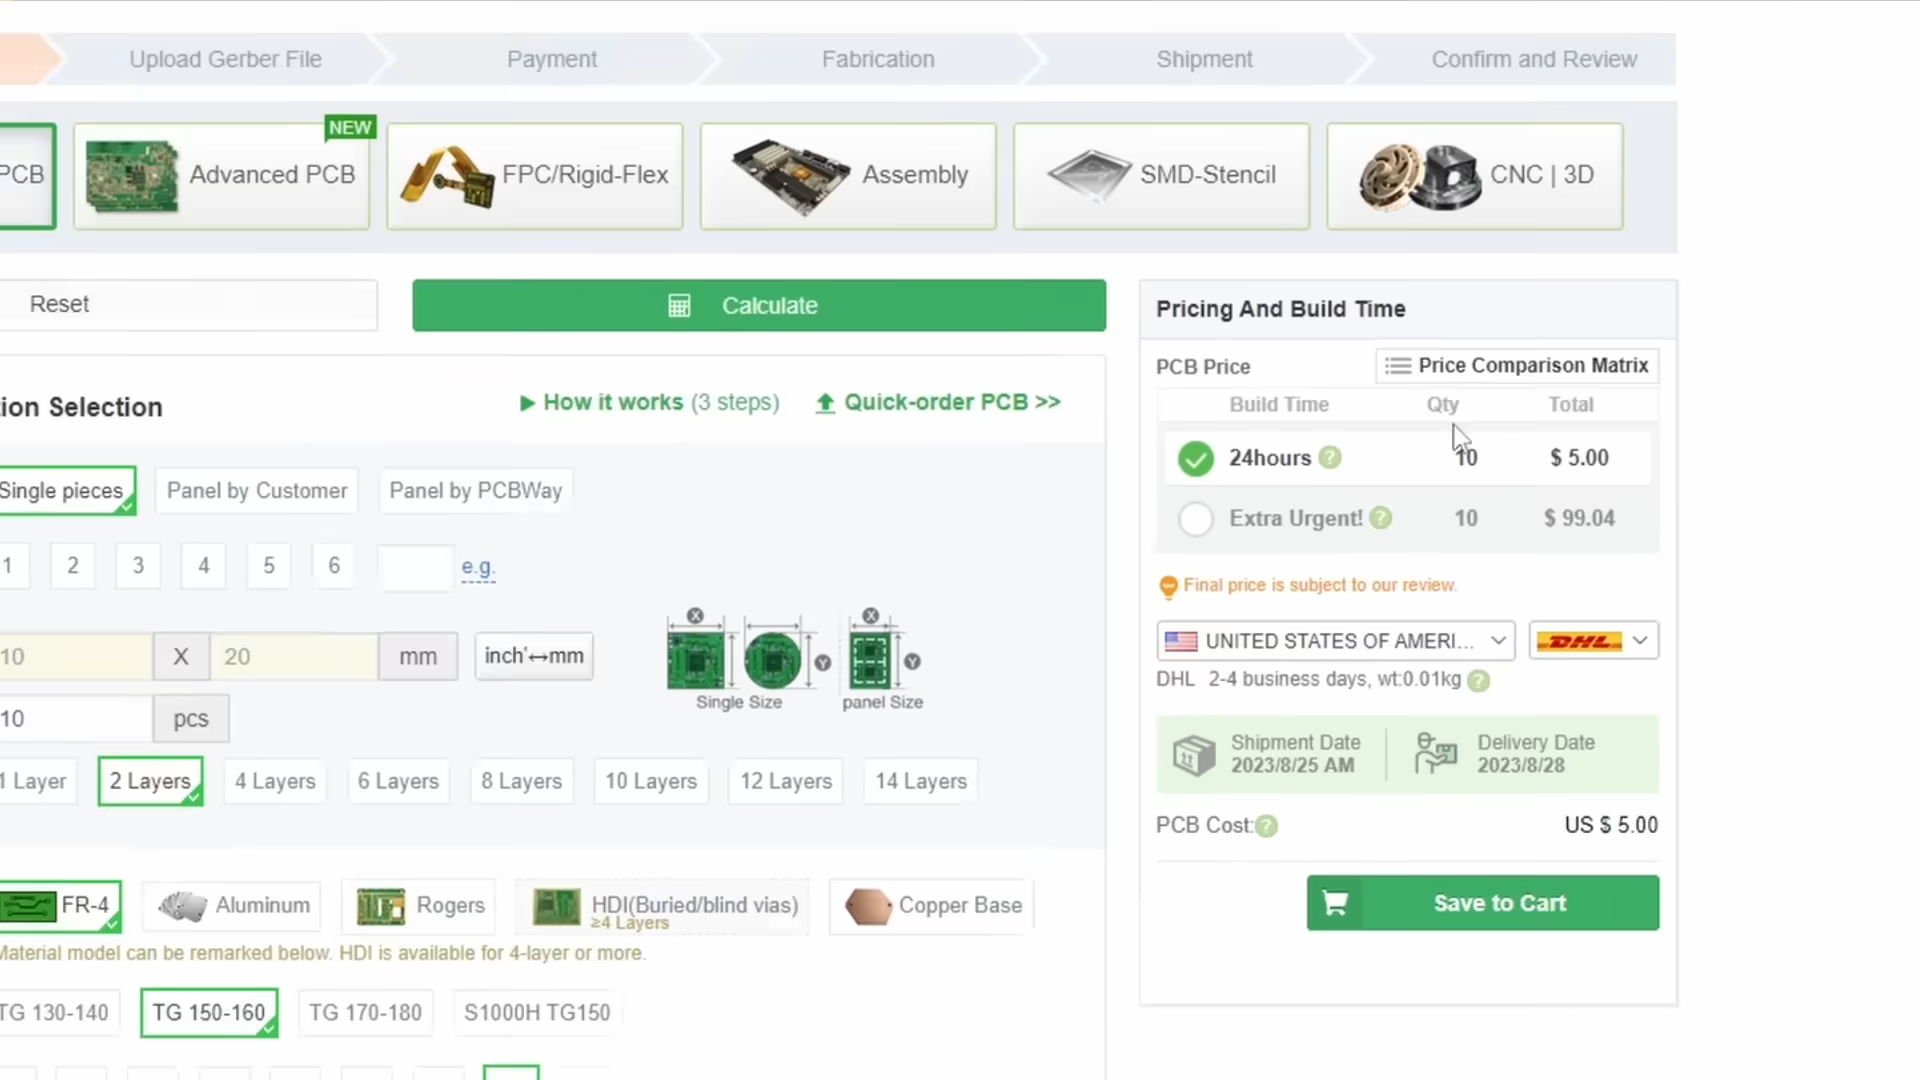 Upload Gerber File
Payment
Fabrication
Shipment
Confirm and Review
PCB
NEW
Advanced PCB
FPC/Rigid-Flex
Assembly
SMD-Stencil
CNC | 3D
Reset
Calculate
Pricing And Build Time
PCB Price
Price Comparison Matrix
Build Time Qty Total
24hours ? 10 $ 5.00
Extra Urgent! ? 10 $ 99.04
Final price is subject to our review.
UNITED STATES OF AMERI...
DHL
DHL 2-4 business days, wt:0.01kg ?
Shipment Date
2023/8/25 AM
Delivery Date
2023/8/28
PCB Cost: ? US $ 5.00
Save to Cart
tion Selection
How it works (3 steps)
Quick-order PCB >>
Single pieces
Panel by Customer
Panel by PCBWay
1 2 3 4 5 6 e.g.
10 X 20 mm inch'↔mm
X X
Y Y
Single Size
panel Size
10 pcs
1 Layer 2 Layers 4 Layers 6 Layers 8 Layers 10 Layers 12 Layers 14 Layers
FR-4
Aluminum
Rogers
HDI(Buried/blind vias)
≥4 Layers
Copper Base
Material model can be remarked below. HDI is available for 4-layer or more.
TG 130-140 TG 150-160 TG 170-180 S1000H TG150